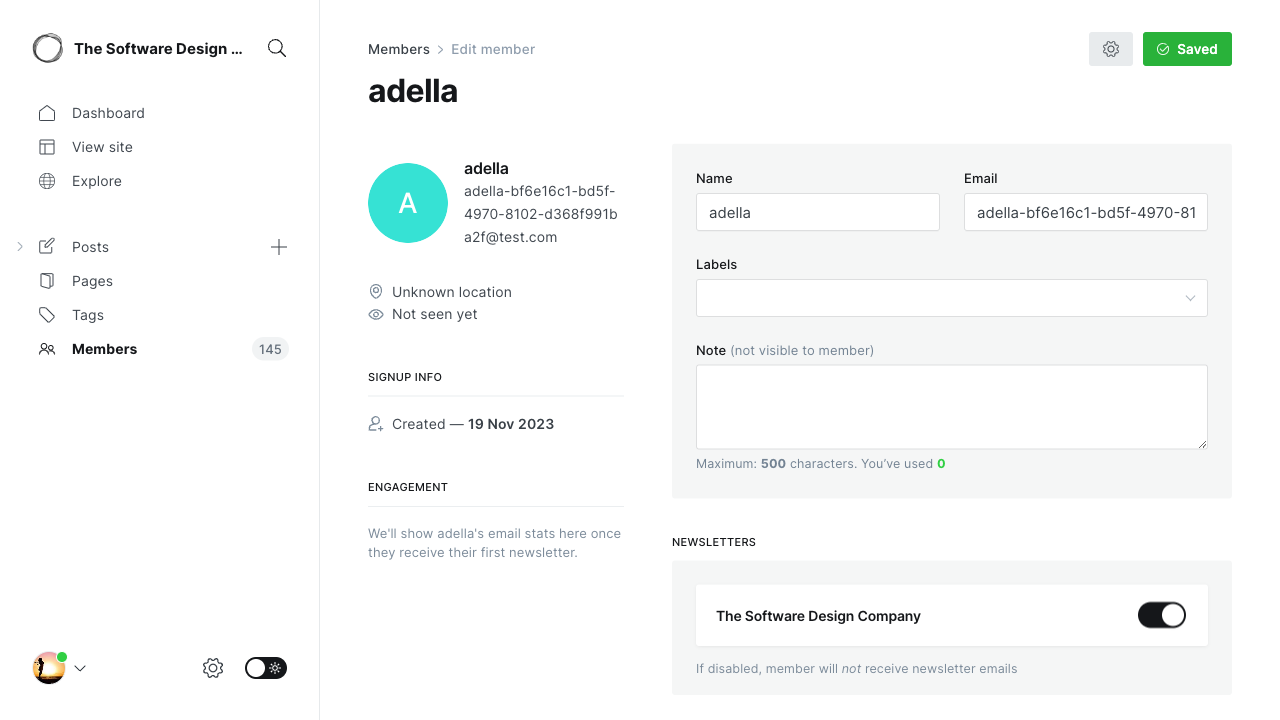 The Software Design ...
Dashboard
View site
Explore
Posts
Pages
Tags
Members
145
Members
Edit member
Saved
adella
A
adella
adella-bf6e16c1-bd5f-
4970-8102-d368f991b
a2f@test.com
Unknown location
Not seen yet
SIGNUP INFO
Created — 19 Nov 2023
ENGAGEMENT
We'll show adella's email stats here once
they receive their first newsletter.
Name
Email
adella
adella-bf6e16c1-bd5f-4970-81
Labels
Note (not visible to member)
Maximum: 500 characters. You've used 0
NEWSLETTERS
The Software Design Company
If disabled, member will not receive newsletter emails